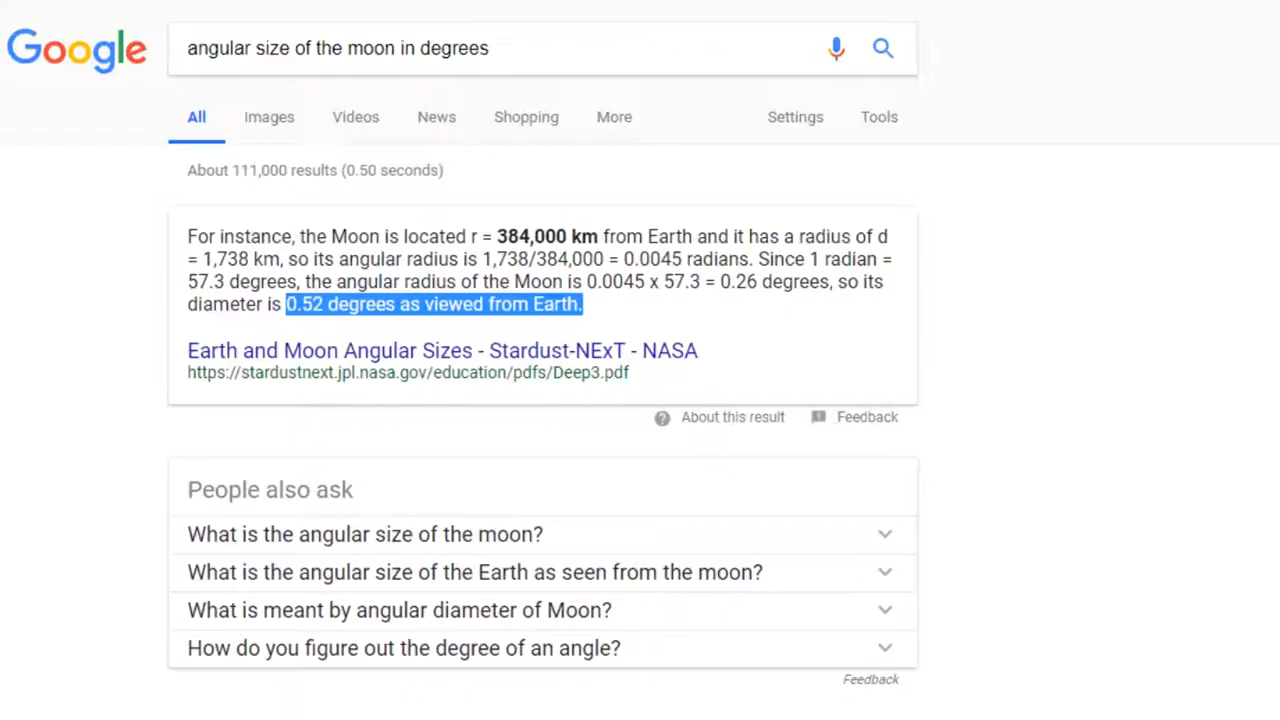 Google
angular size of the moon in degrees
All Images Videos News Shopping More Settings Tools
About 111,000 results (0.50 seconds)
For instance, the Moon is located r = 384,000 km from Earth and it has a radius of d
= 1,738 km, so its angular radius is 1,738/384,000 = 0.0045 radians. Since 1 radian =
57.3 degrees, the angular radius of the Moon is 0.0045 x 57.3 = 0.26 degrees, so its
diameter is 0.52 degrees as viewed from Earth.
Earth and Moon Angular Sizes - Stardust-NExT - NASA
https://stardustnext.jpl.nasa.gov/education/pdfs/Deep3.pdf
About this result Feedback
People also ask
What is the angular size of the moon?
What is the angular size of the Earth as seen from the moon?
What is meant by angular diameter of Moon?
How do you figure out the degree of an angle?
Feedback